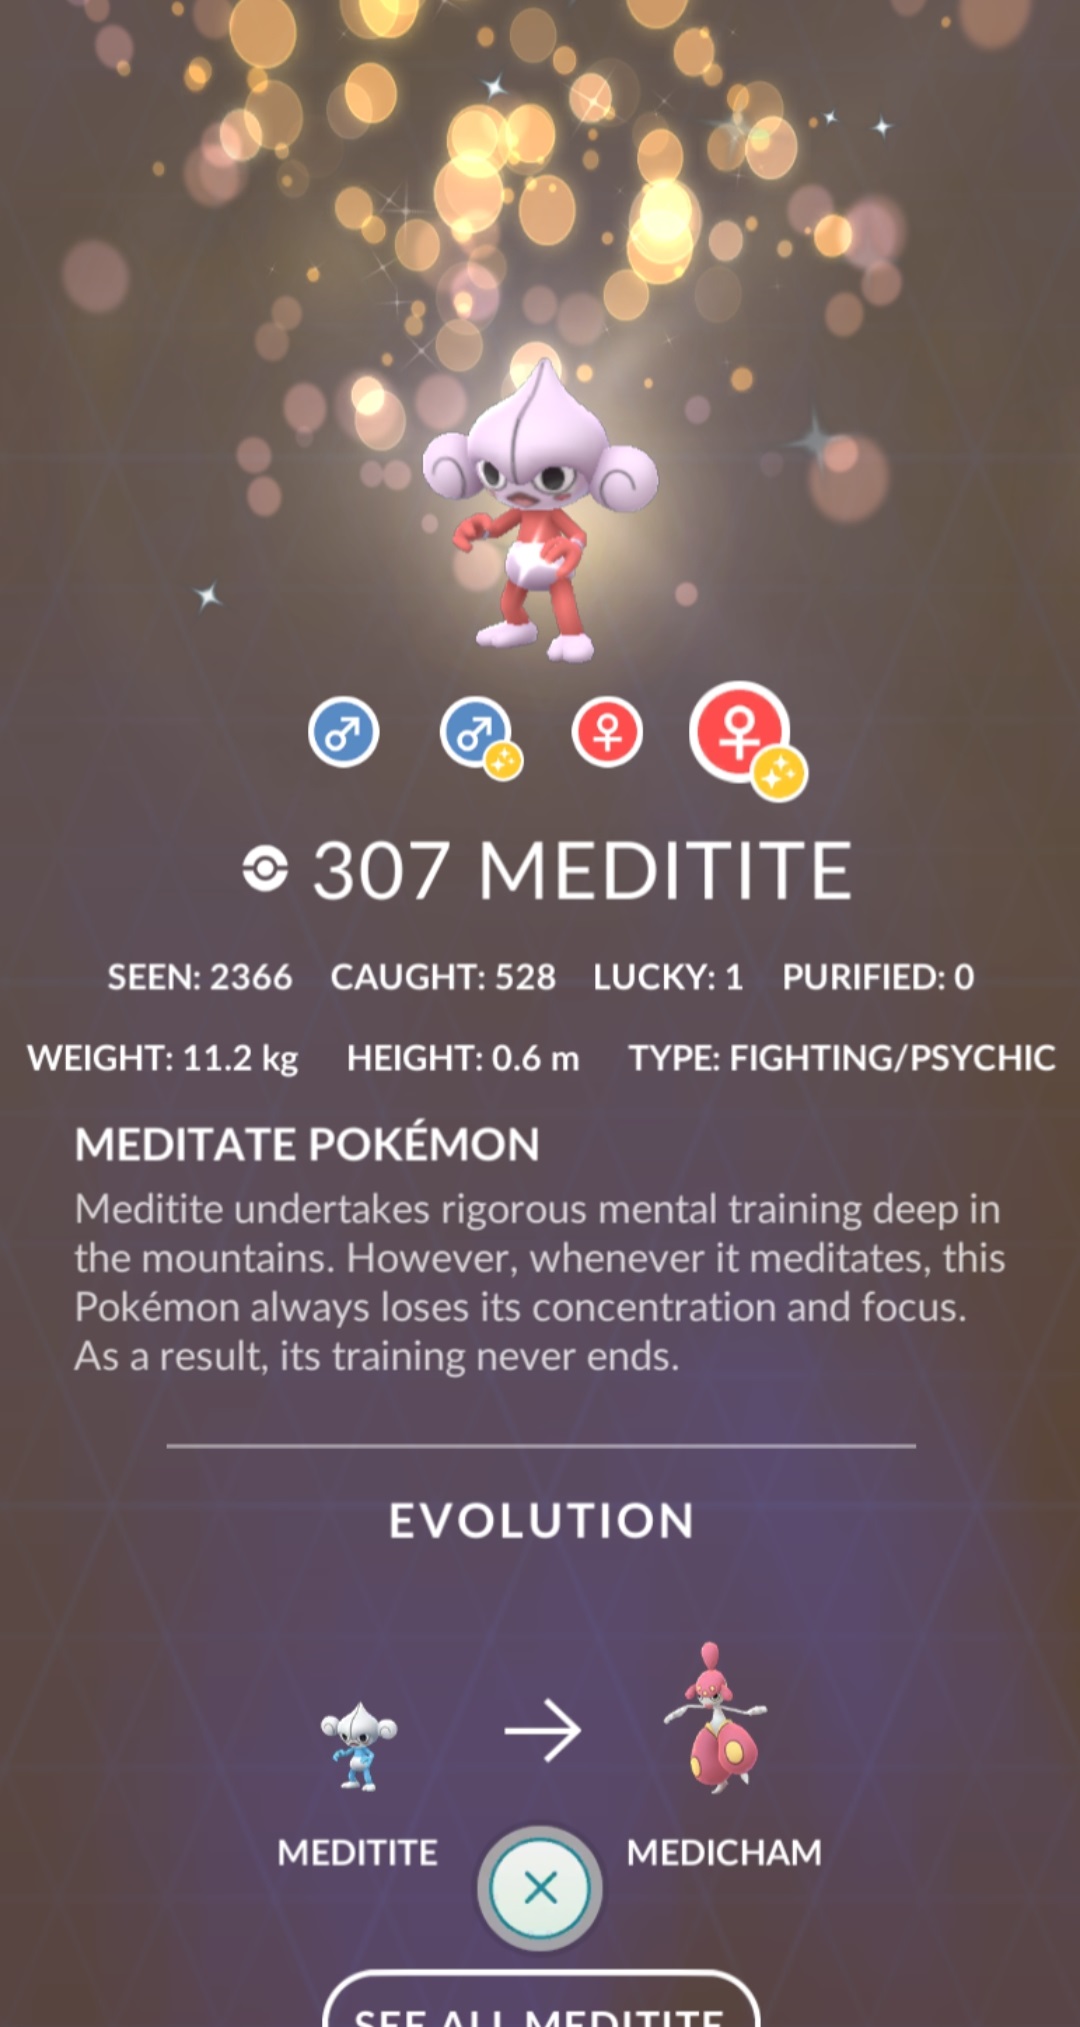 307 MEDITITE
SEEN: 2366 CAUGHT: 528 LUCKY: 1 PURIFIED: 0
WEIGHT: 11.2 kg HEIGHT: 0.6 m TYPE: FIGHTING/PSYCHIC
MEDITATE POKÉMON
Meditite undertakes rigorous mental training deep in
the mountains. However, whenever it meditates, this
Pokémon always loses its concentration and focus.
As a result, its training never ends.
EVOLUTION
MEDITITE MEDICHAM
SEE ALL MEDITITE